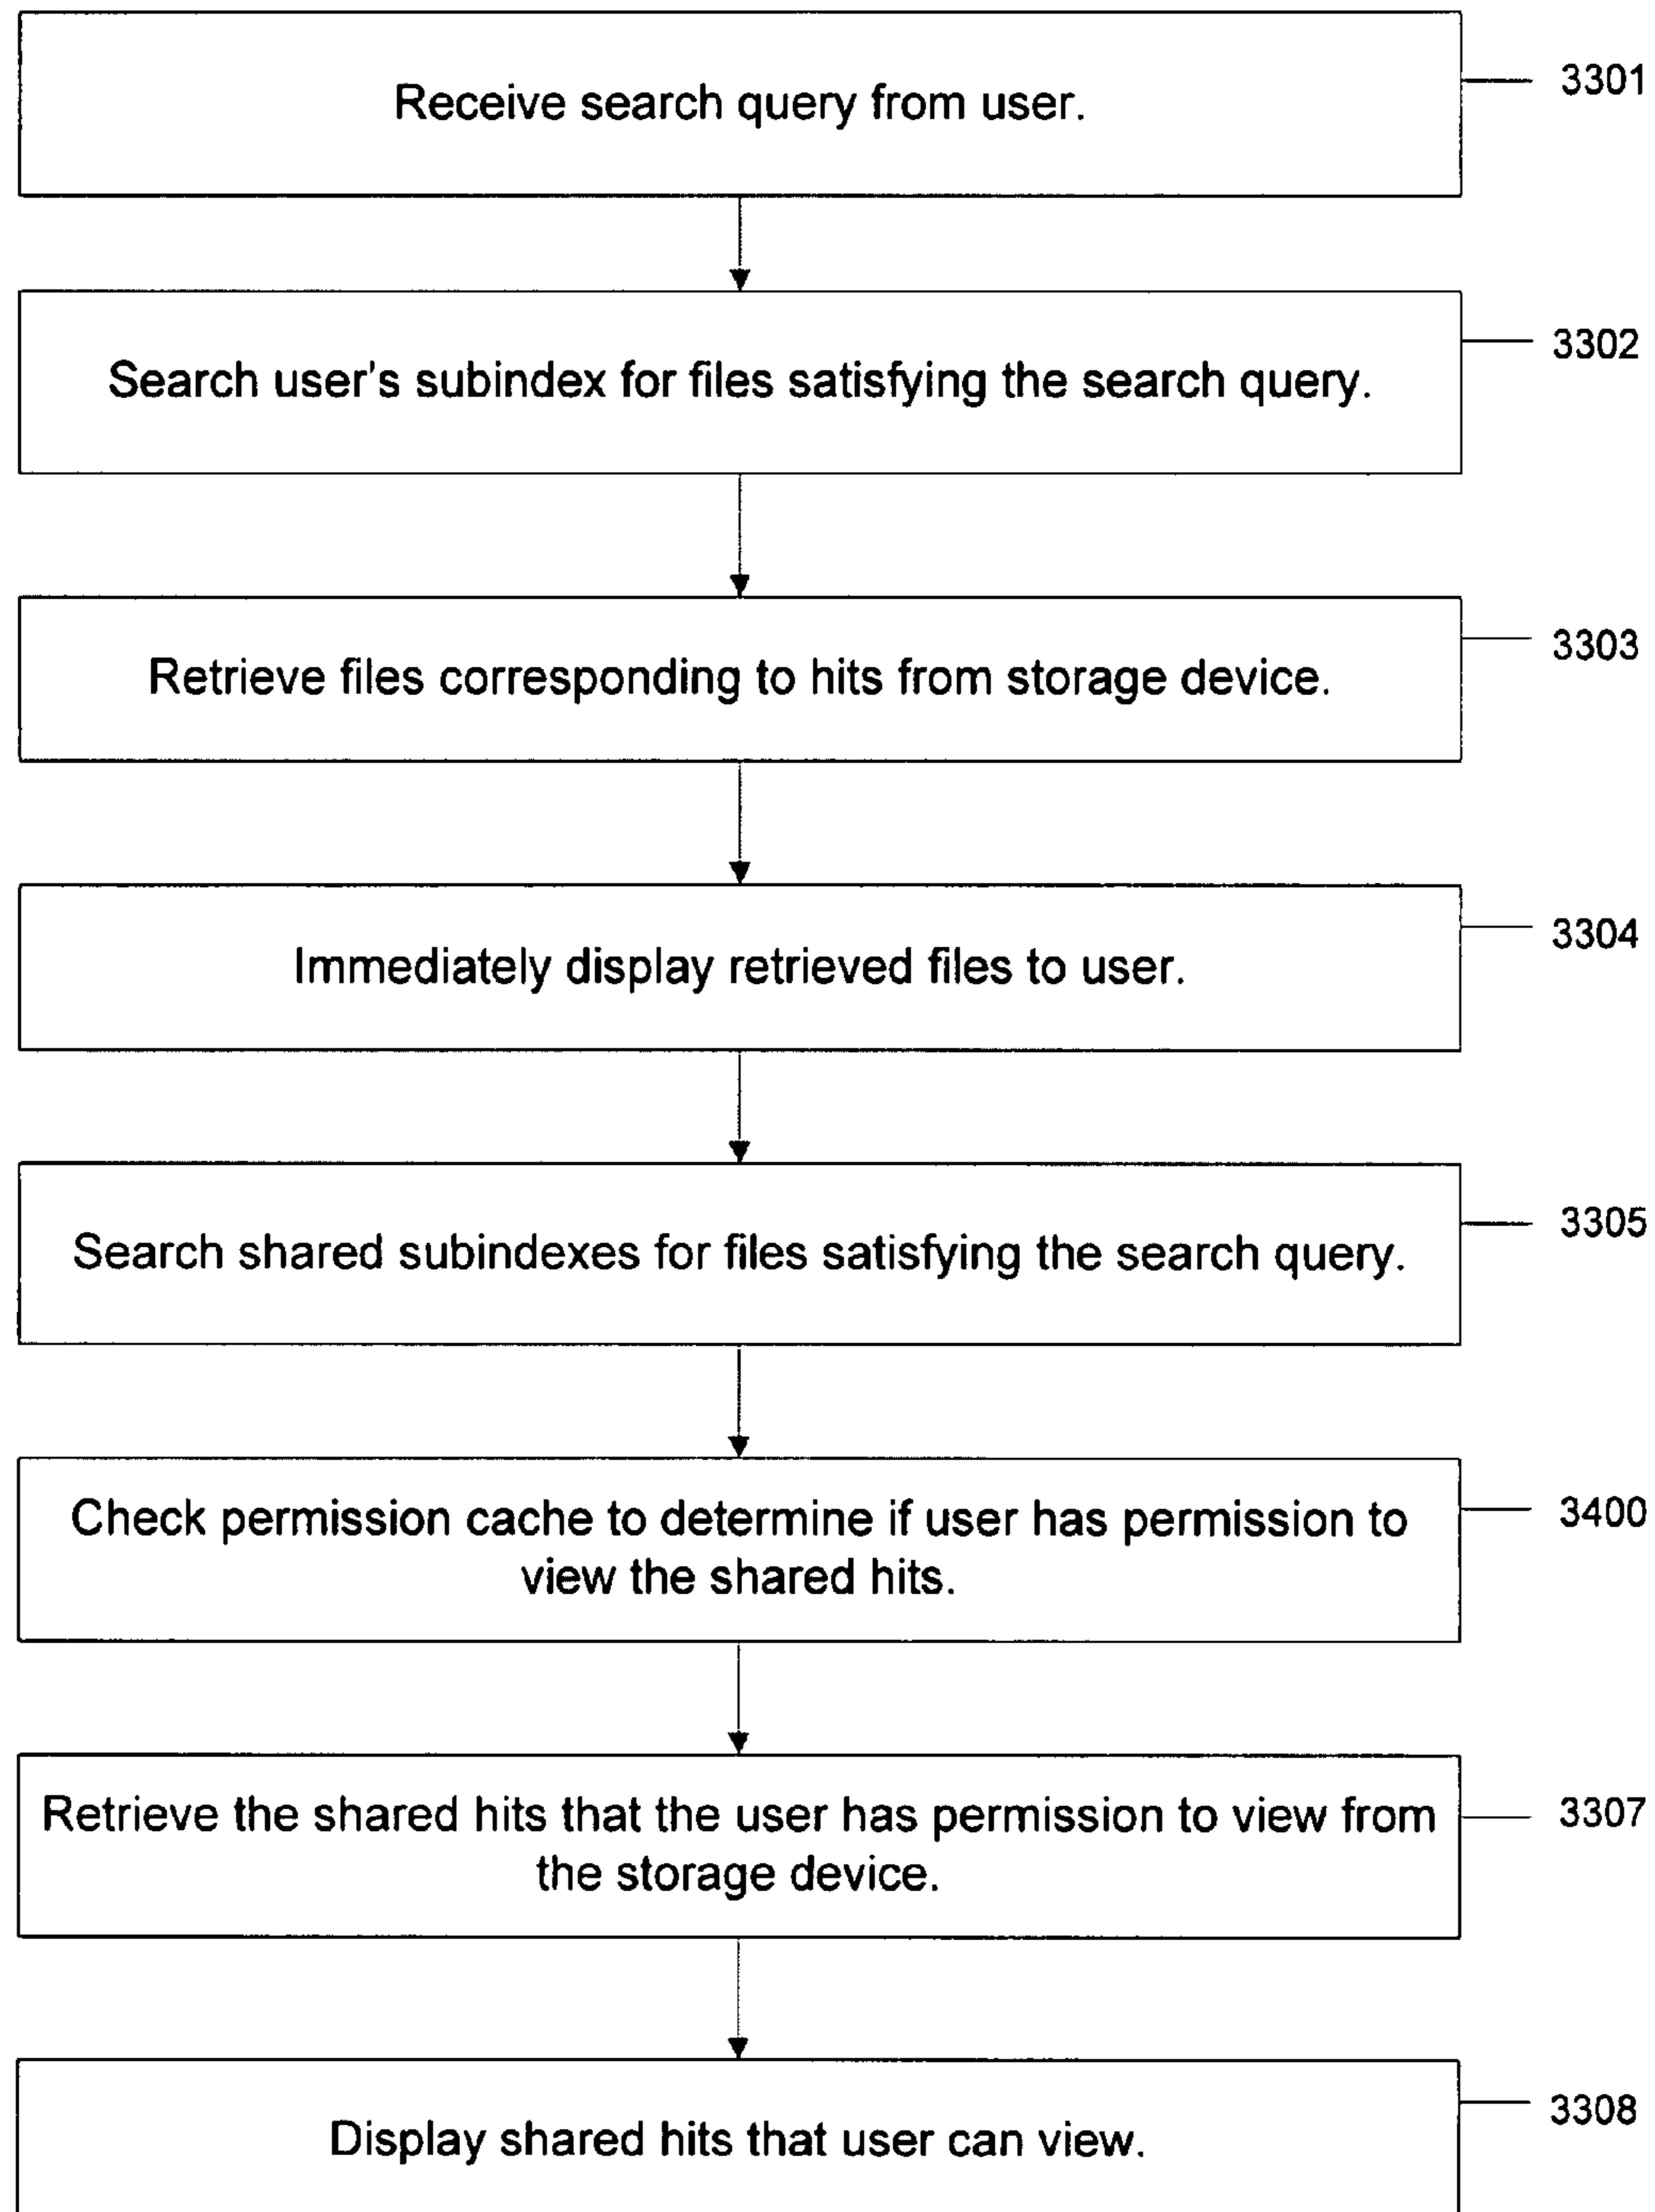 Receive search query from user.
3301
Search user's subindex for files satisfying the search query.
3302
Retrieve files corresponding to hits from storage device.
3303
Immediately display retrieved files to user.
3304
Search shared subindexes for files satisfying the search query.
3305
Check permission cache to determine if user has permission to
view the shared hits.
3400
Retrieve the shared hits that the user has permission to view from
the storage device.
3307
Display shared hits that user can view.
3308